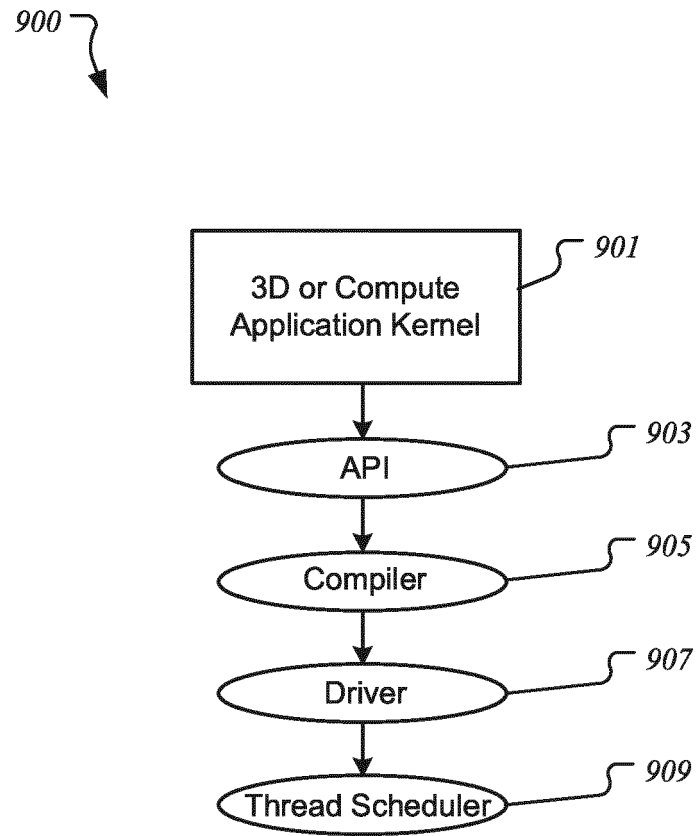 900
901
3D or Compute
Application Kernel
903
API
905
Compiler
907
Driver
909
Thread Scheduler